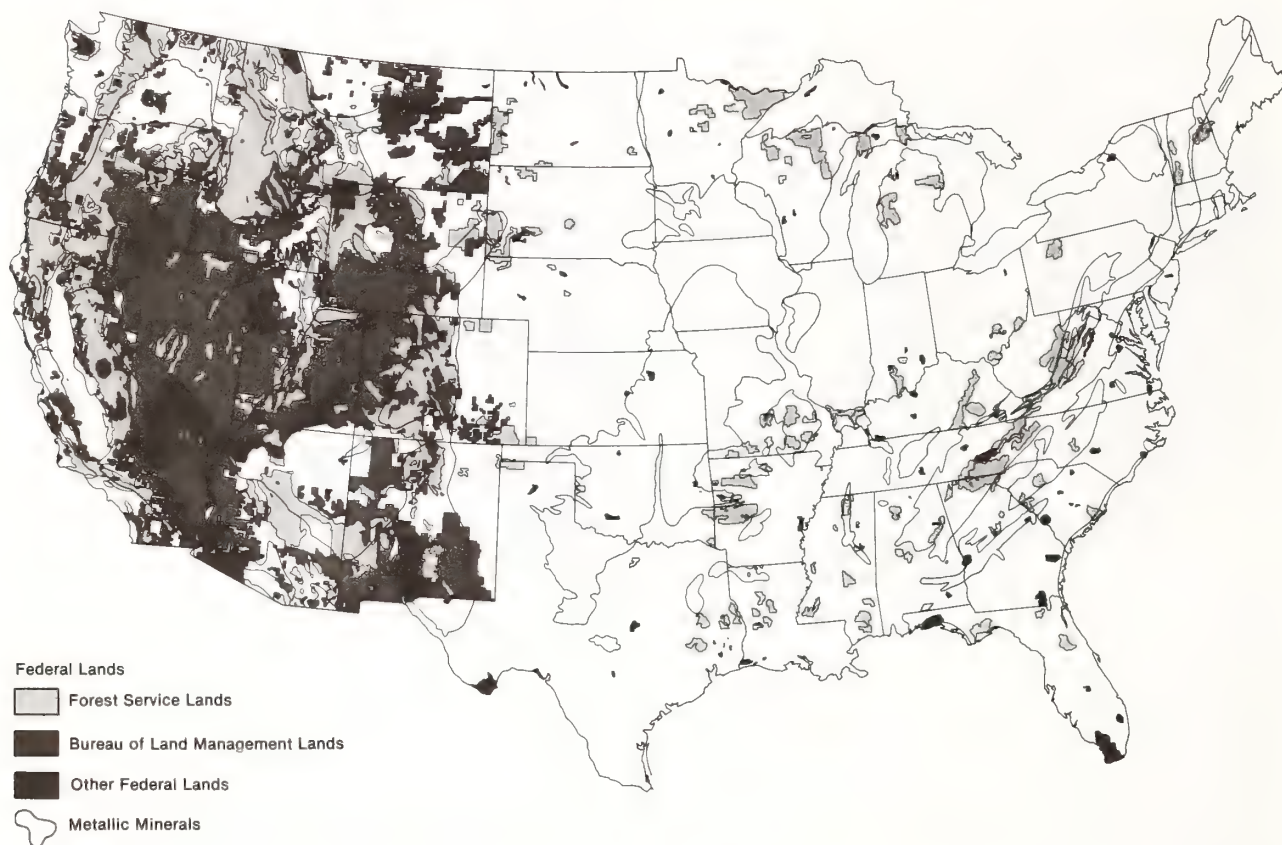 Federal Lands
Forest Service Lands
Bureau of Land Management Lands
Other Federal Lands
Metallic Minerals